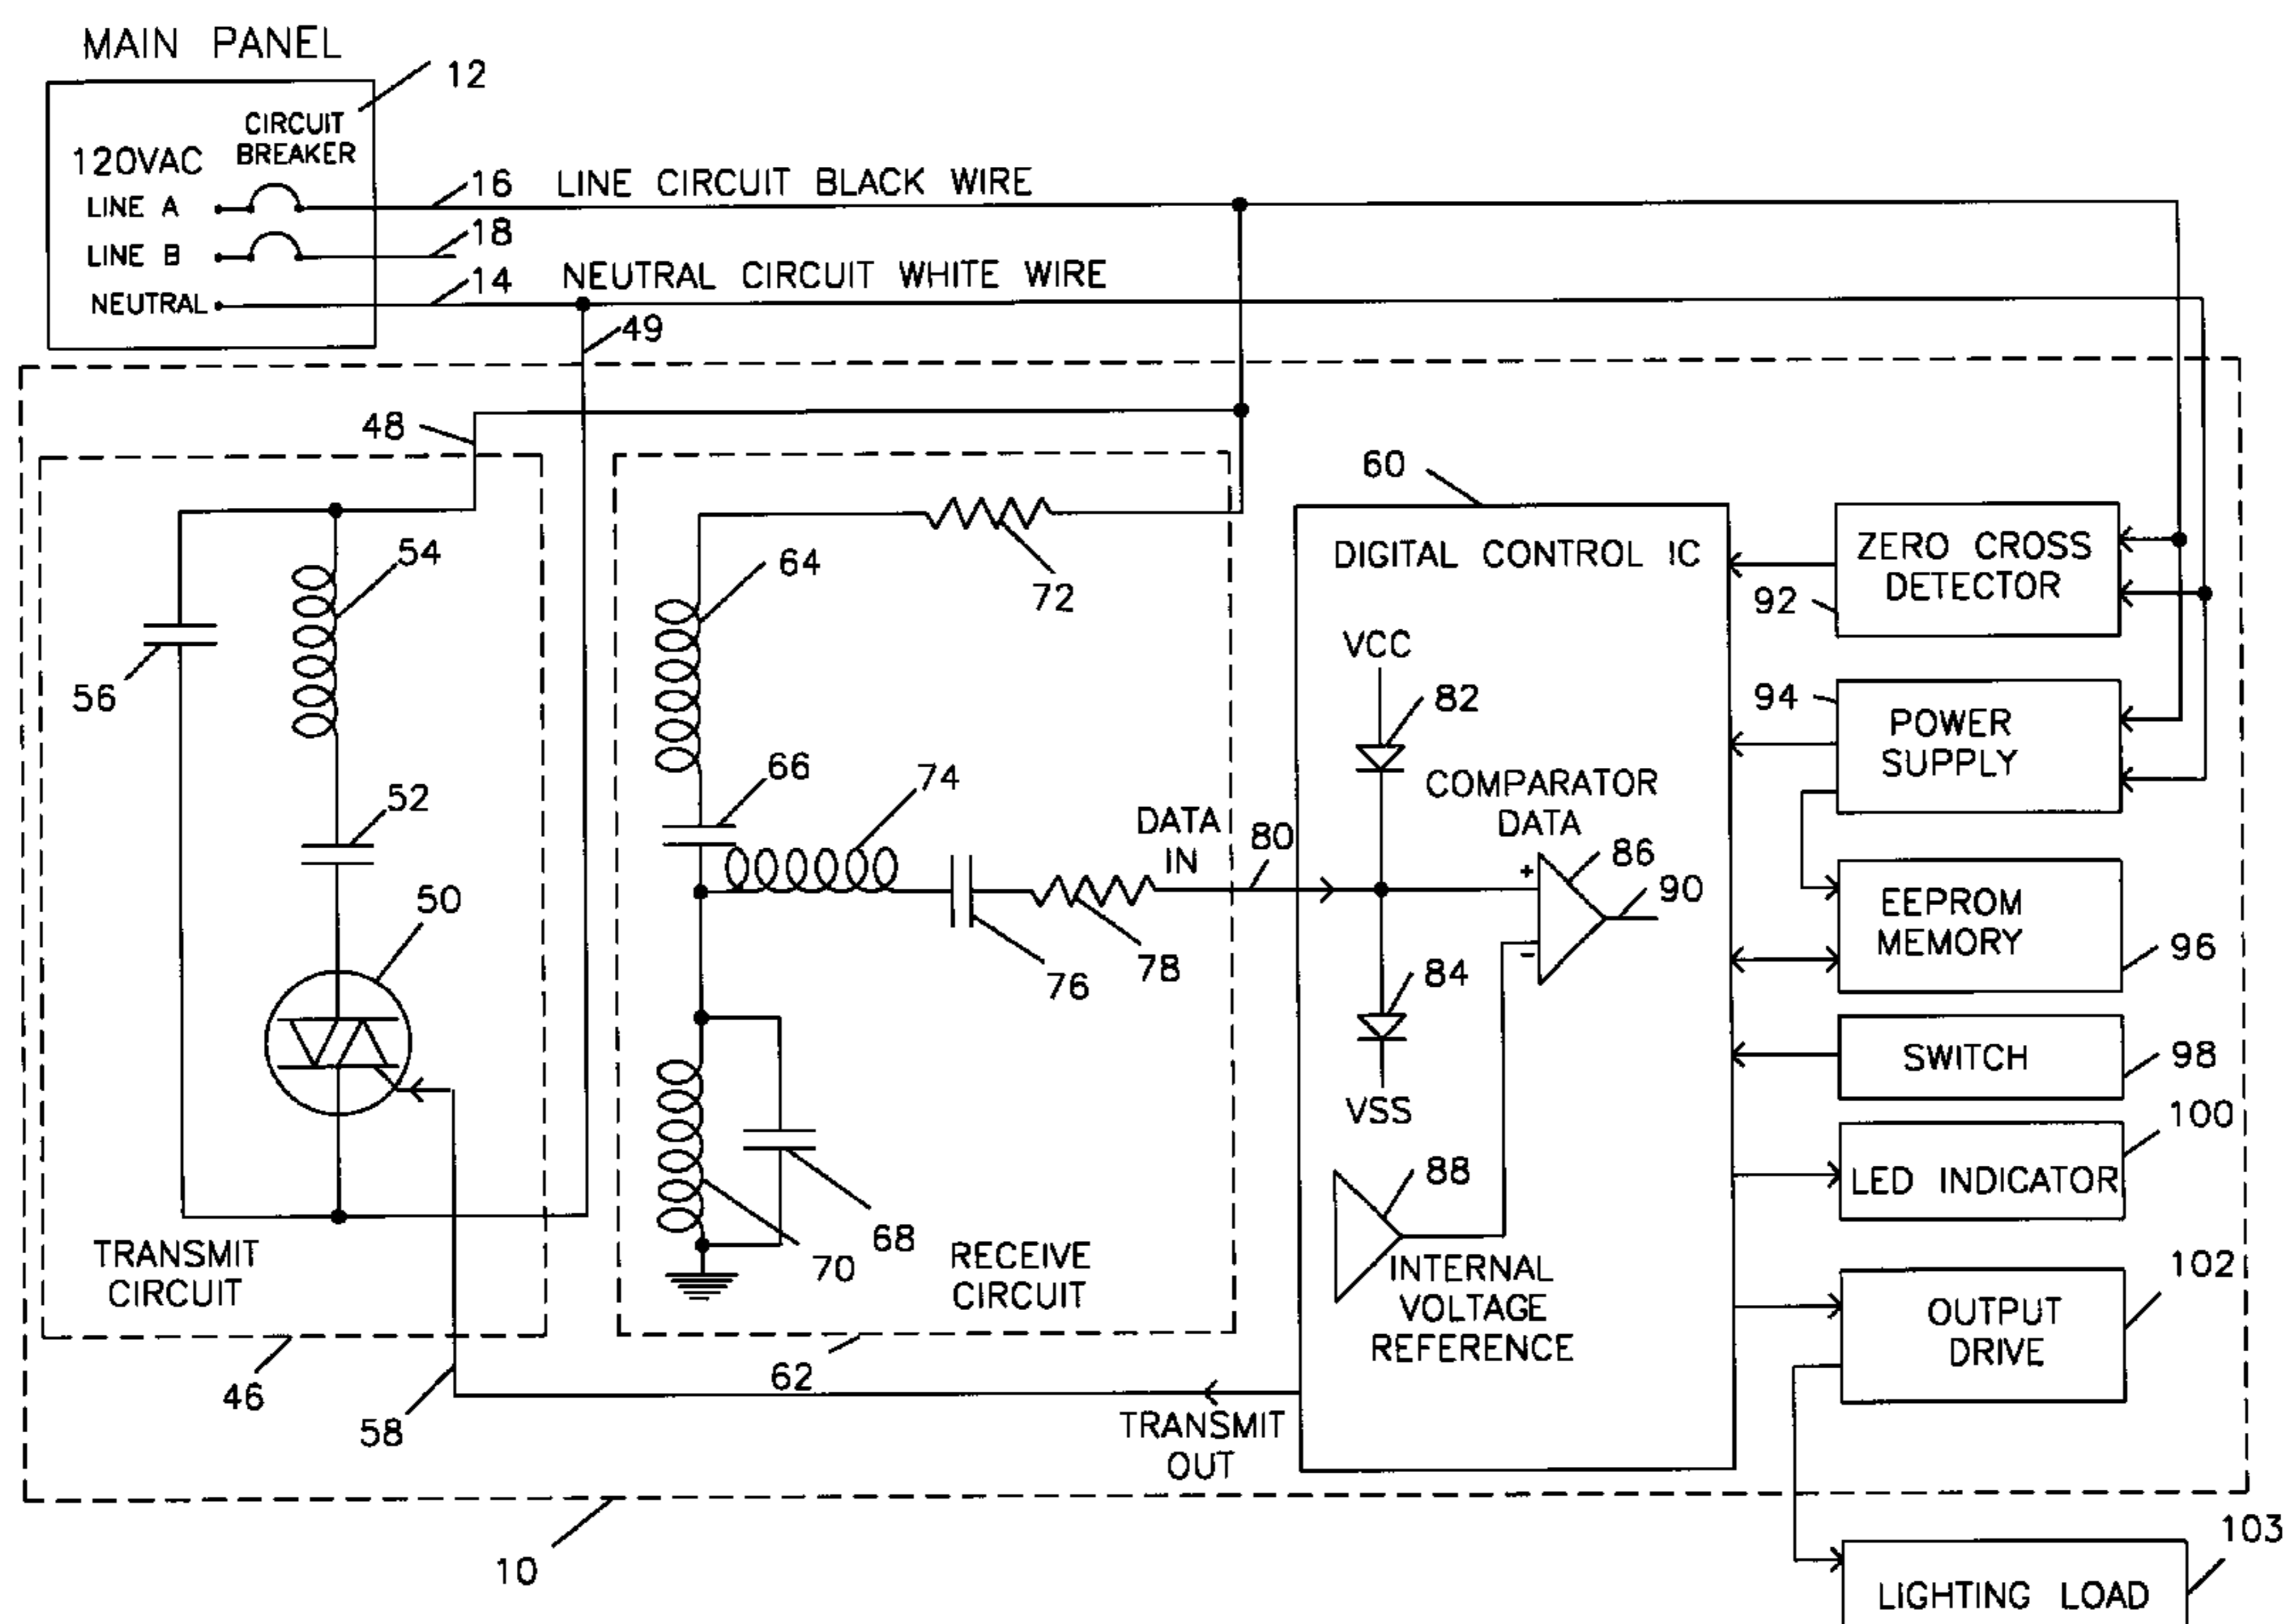 MAIN PANEL
12
CIRCUIT
BREAKER
120VAC
LINE A
16
LINE CIRCUIT BLACK WIRE
LINE B
18
NEUTRAL
14
NEUTRAL CIRCUIT WHITE WIRE
49
48
54
56
52
50
TRANSMIT
CIRCUIT
46
58
64
72
66
74
76
78
DATA
IN
80
68
70
RECEIVE
CIRCUIT
62
TRANSMIT
OUT
10
60
DIGITAL CONTROL IC
VCC
82
COMPARATOR
DATA
+
-
86
90
84
VSS
88
INTERNAL
VOLTAGE
REFERENCE
ZERO CROSS
DETECTOR
92
94
POWER
SUPPLY
EEPROM
MEMORY
96
SWITCH
98
100
LED INDICATOR
102
OUTPUT
DRIVE
103
LIGHTING LOAD